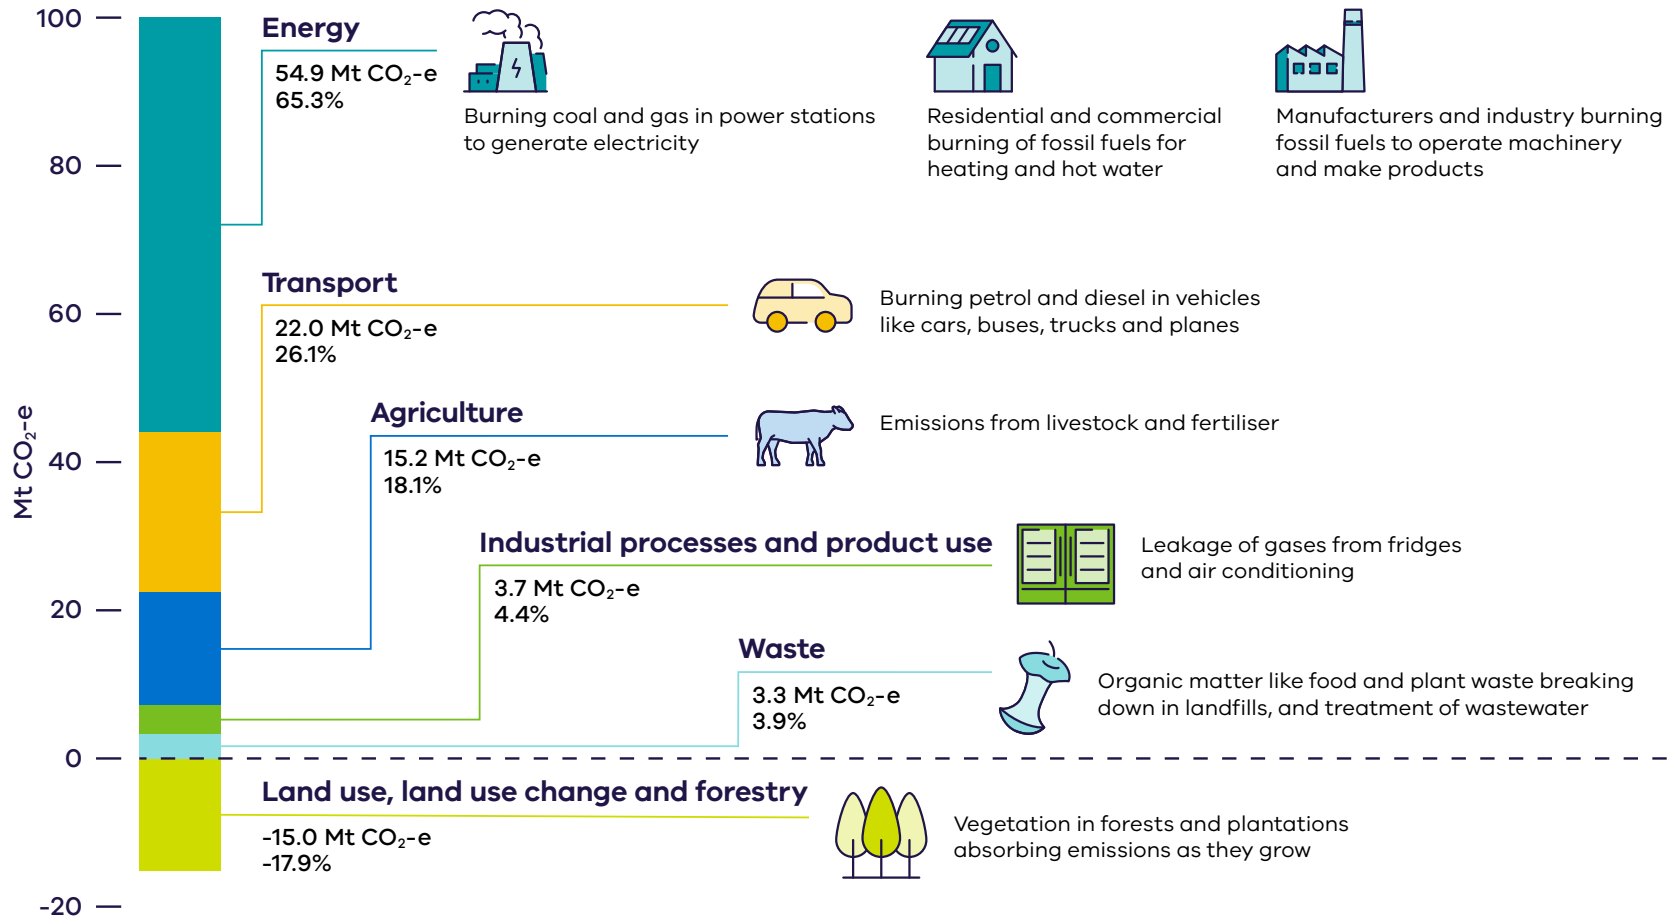 100
80
60
40
20
0
-20
Mt CO₂-e
Energy
54.9 Mt CO₂-e
65.3%
Burning coal and gas in power stations
to generate electricity
Residential and commercial
burning of fossil fuels for
heating and hot water
Manufacturers and industry burning
fossil fuels to operate machinery
and make products
Transport
22.0 Mt CO₂-e
26.1%
Burning petrol and diesel in vehicles
like cars, buses, trucks and planes
Agriculture
15.2 Mt CO₂-e
18.1%
Emissions from livestock and fertiliser
Industrial processes and product use
3.7 Mt CO₂-e
4.4%
Leakage of gases from fridges
and air conditioning
Waste
3.3 Mt CO₂-e
3.9%
Organic matter like food and plant waste breaking
down in landfills, and treatment of wastewater
Land use, land use change and forestry
-15.0 Mt CO₂-e
-17.9%
Vegetation in forests and plantations
absorbing emissions as they grow